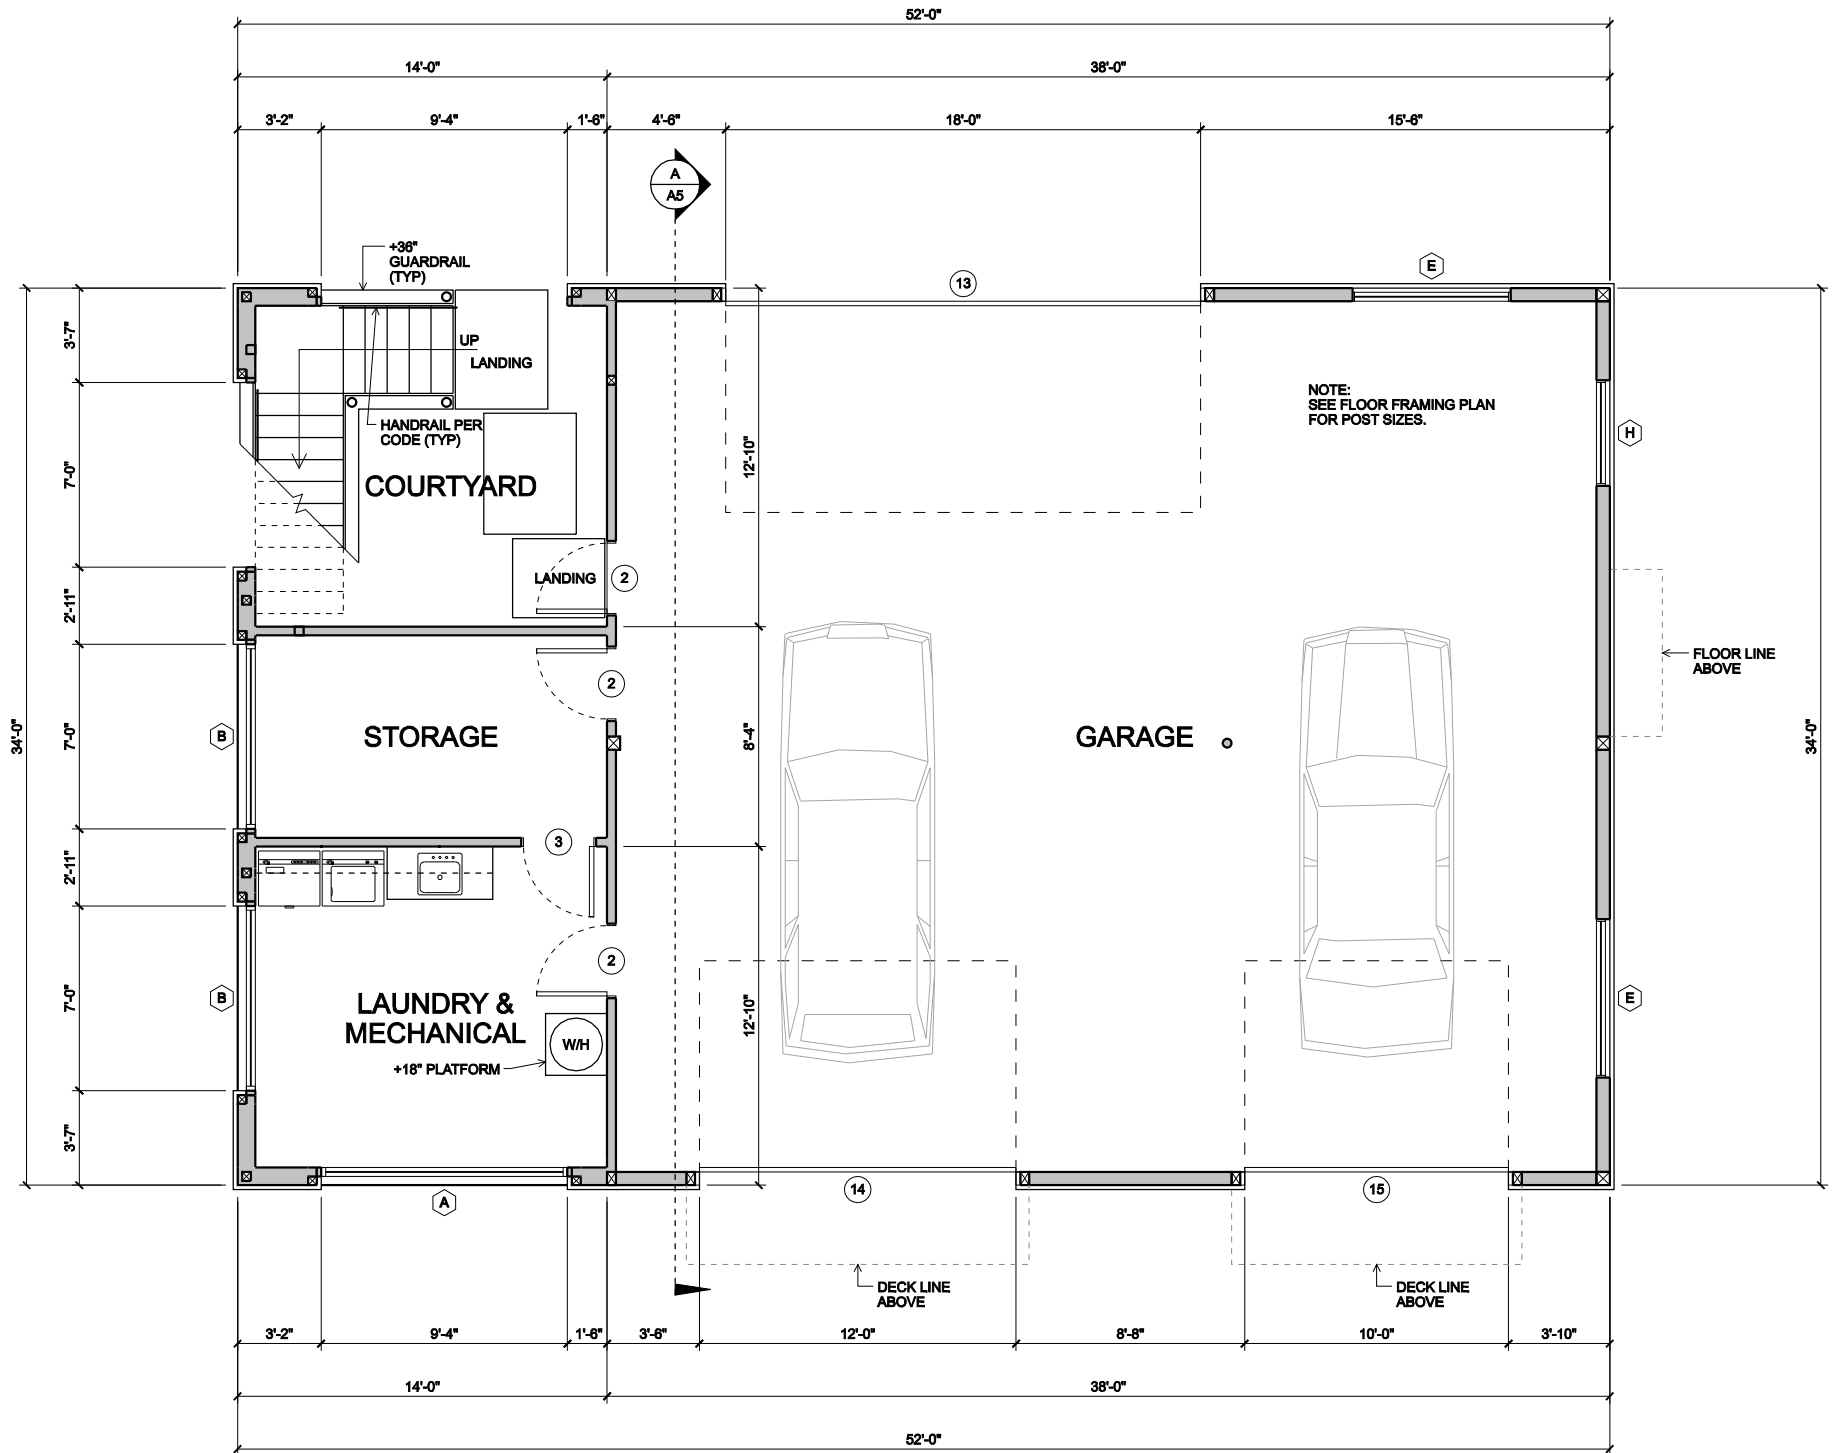 52'-0"
14'-0"
38'-0"
3'-2"
9'-4"
1'-6"
4'-6"
18'-0"
15'-6"
A
A5
+36"
GUARDRAIL
(TYP)
13
E
3'-7"
UP
LANDING
NOTE:
SEE FLOOR FRAMING PLAN
FOR POST SIZES.
HANDRAIL PER
CODE (TYP)
H
12'-10"
7'-0"
COURTYARD
LANDING
2
2'-11"
FLOOR LINE
ABOVE
2
34'-0"
7'-0"
B
STORAGE
8'-4"
GARAGE
34'-0"
3
2'-11"
2
7'-0"
B
LAUNDRY &
MECHANICAL
12'-10"
E
W/H
+18" PLATFORM
3'-7"
A
14
15
DECK LINE
ABOVE
DECK LINE
ABOVE
3'-2"
9'-4"
1'-6"
3'-6"
12'-0"
8'-8"
10'-0"
3'-10"
14'-0"
38'-0"
52'-0"